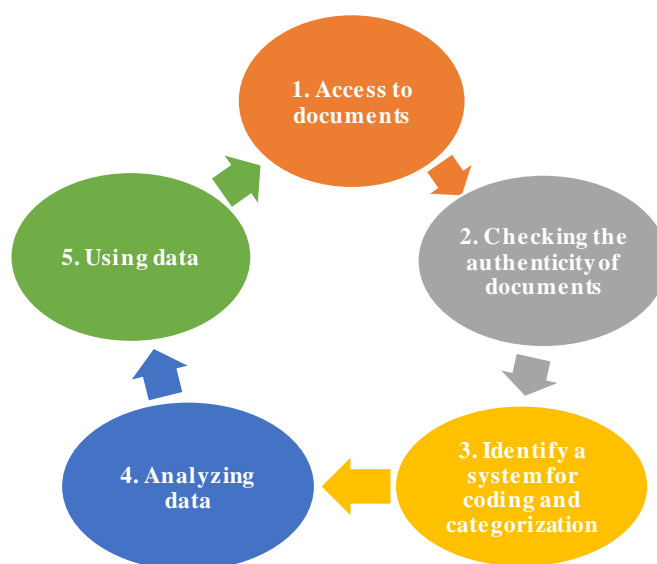 1. Access to
documents
2. Checking the
authenticity of
documents
3. Identify a
system for
coding and
categorization
4. Analyzing
data
5. Using data